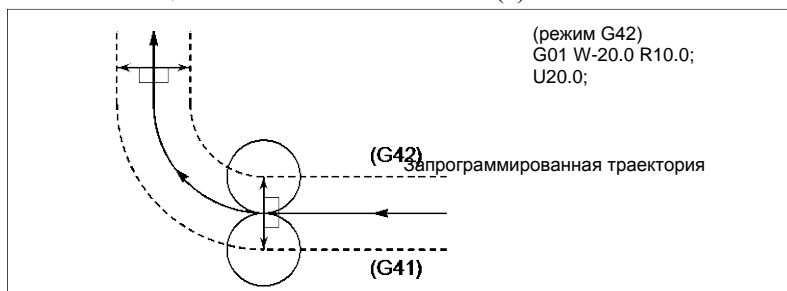 (режим G42)
G01 W-20.0 R10.0;
U20.0;
(G42)
Запрограммированная траектория
(G41)